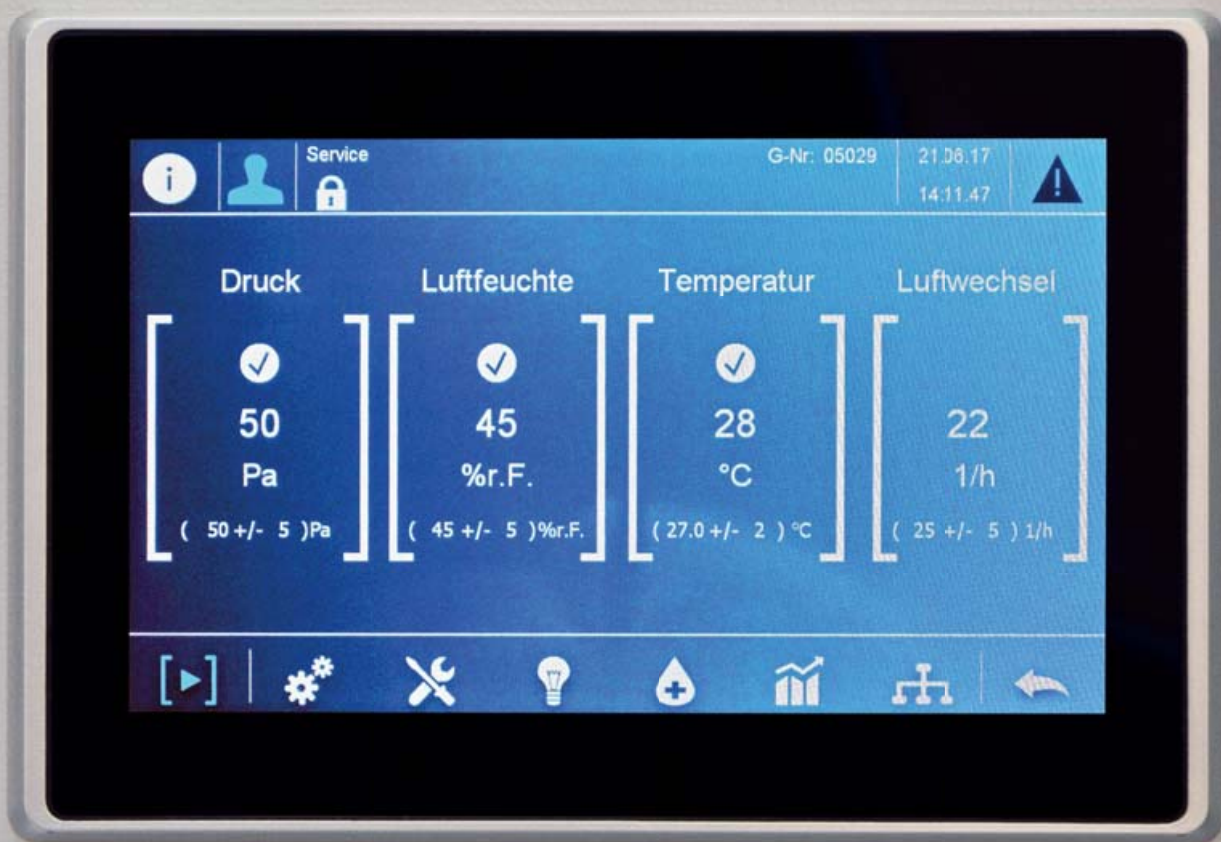 Service
G-Nr: 05029
21.06.17
14:11.47
Druck
Luftfeuchte
Temperatur
Luftwechsel
50
45
28
22
Pa
%r.F.
°C
1/h
( 50 +/- 5 )Pa
( 45 +/- 5 )%r.F.
( 27.0 +/- 2 ) °C
( 25 +/- 5 ) 1/h